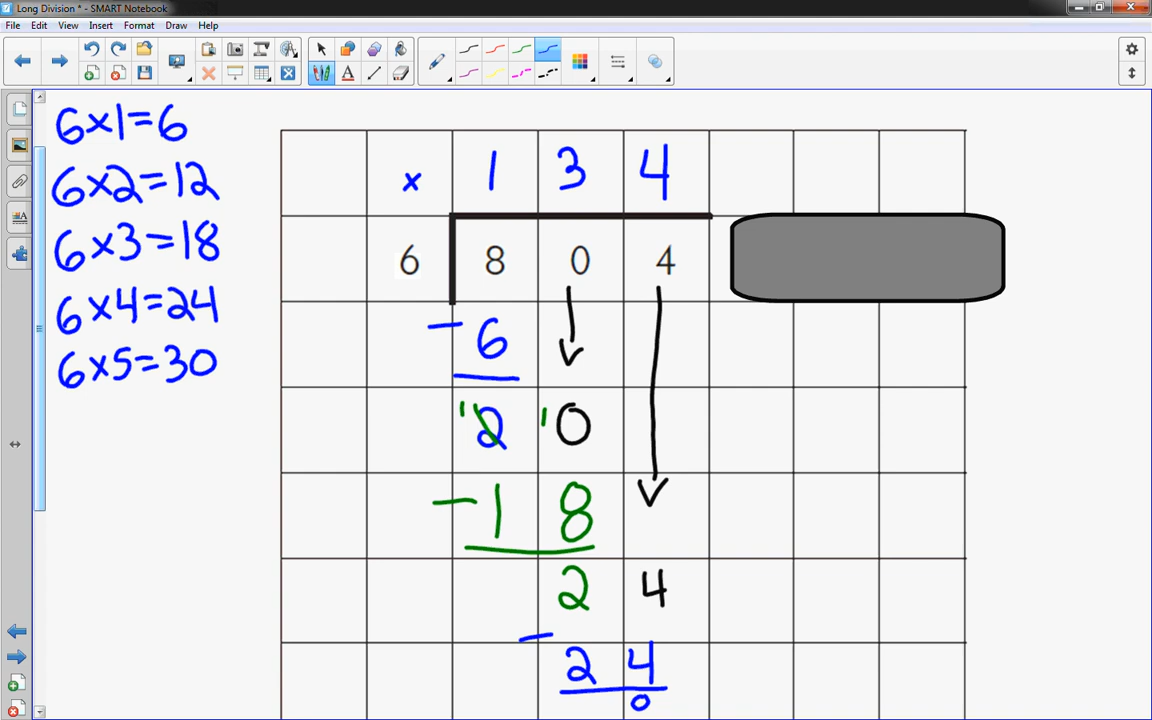 Long Division * - SMART Notebook
File Edit View Insert Format Draw Help
6×1=6
6×2=12
6×3=18
6×4=24
6×5=30
× 1 3 4
6 8 0 4
- 6
1 2 1 0
- 1 8
2 4
- 2 4
0